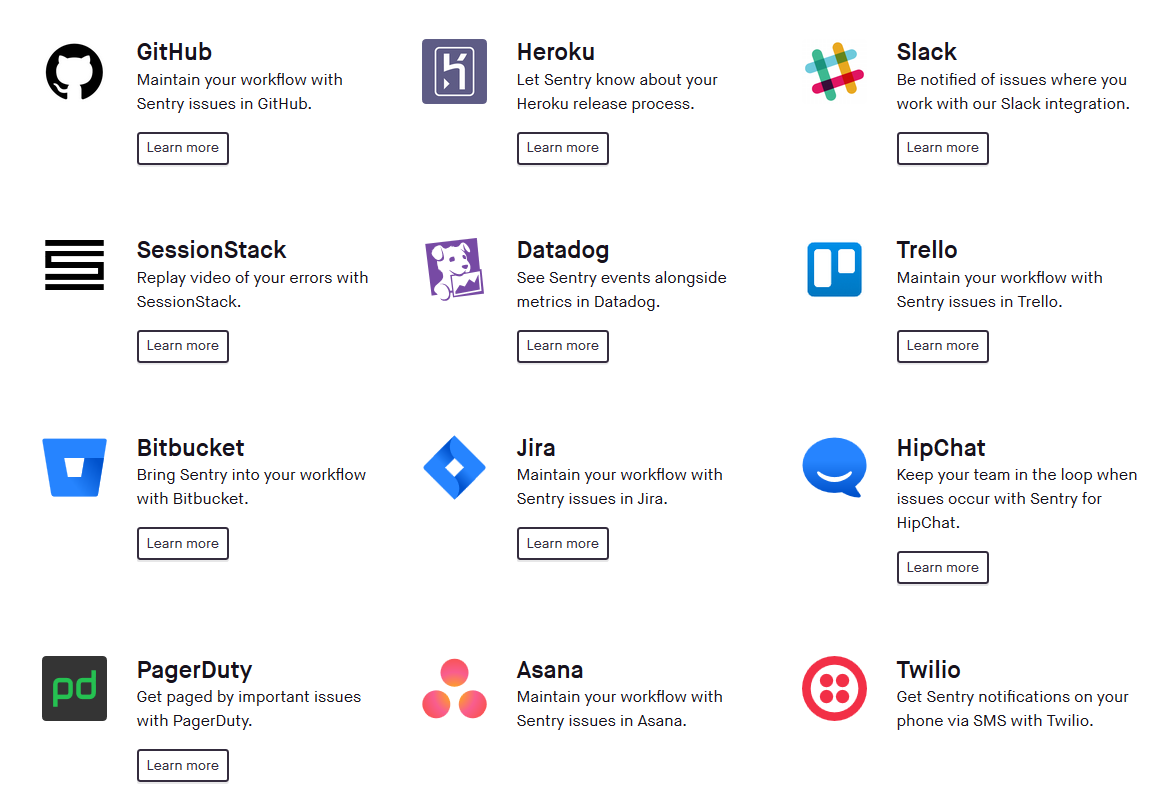 GitHub
Maintain your workflow with
Sentry issues in GitHub.
Learn more
Heroku
Let Sentry know about your
Heroku release process.
Learn more
Slack
Be notified of issues where you
work with our Slack integration.
Learn more
SessionStack
Replay video of your errors with
SessionStack.
Learn more
Datadog
See Sentry events alongside
metrics in Datadog.
Learn more
Trello
Maintain your workflow with
Sentry issues in Trello.
Learn more
Bitbucket
Bring Sentry into your workflow
with Bitbucket.
Learn more
Jira
Maintain your workflow with
Sentry issues in Jira.
Learn more
HipChat
Keep your team in the loop when
issues occur with Sentry for
HipChat.
Learn more
pd
PagerDuty
Get paged by important issues
with PagerDuty.
Learn more
Asana
Maintain your workflow with
Sentry issues in Asana.
Twilio
Get Sentry notifications on your
phone via SMS with Twilio.